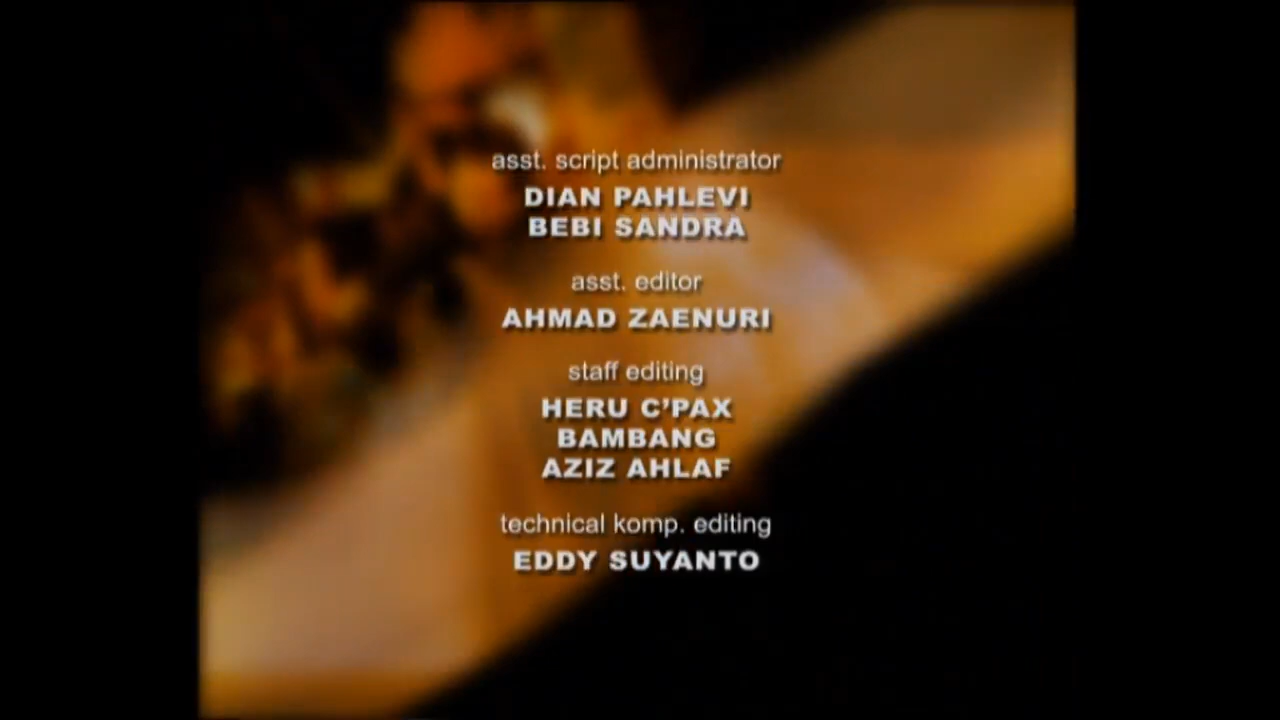 asst. script administrator
DIAN PAHLEVI
BEBI SANDRA
asst. editor
AHMAD ZAENURI
staff editing
HERU C'PAX
BAMBANG
AZIZ AHLAF
technical komp. editing
EDDY SUYANTO